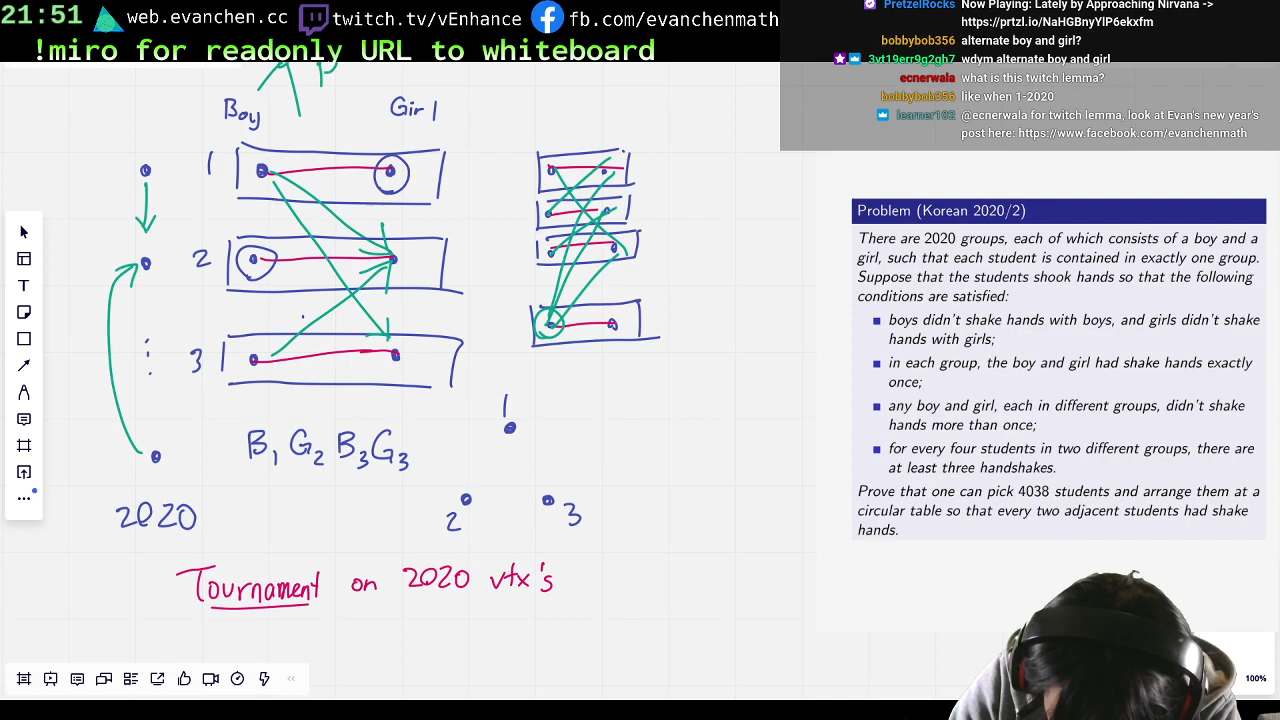 21:51 web.evanchen.cc twitch.tv/vEnhance fb.com/evanchenmath
!miro for readonly URL to whiteboard
PretzelRocks Now Playing: Lately by Approaching Nirvana ->
https://prtzl.io/NaHGBnyYlP6ekxfm
bobbybob356 alternate boy and girl?
3vt19err9g2gh7 wdym alternate boy and girl
ecnerwala what is this twitch lemma?
bobbybob356 like when 1-2020
learner102 @ecnerwala for twitch lemma, look at Evan's new year's
post here: https://www.facebook.com/evanchenmath
Boy Girl
1
2
3
B1 G2 B3 G3
2020
1
2 3
Tournament on 2020 vtx's
Problem (Korean 2020/2)
There are 2020 groups, each of which consists of a boy and a
girl, such that each student is contained in exactly one group.
Suppose that the students shook hands so that the following
conditions are satisfied:
boys didn't shake hands with boys, and girls didn't shake
hands with girls;
in each group, the boy and girl had shake hands exactly
once;
any boy and girl, each in different groups, didn't shake
hands more than once;
for every four students in two different groups, there are
at least three handshakes.
Prove that one can pick 4038 students and arrange them at a
circular table so that every two adjacent students had shake
hands.
100%